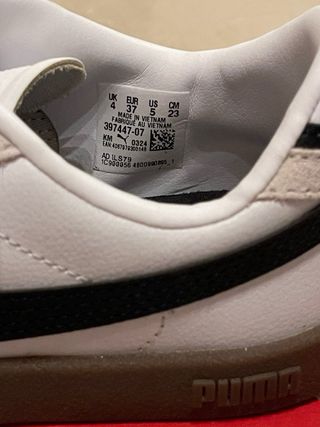 UK EUR US CM
4 37 5 23
MADE IN VIETNAM
FABRIQUÉ AU VIETNAM
397447-07
KM 0324
AD ILS79
PUMA